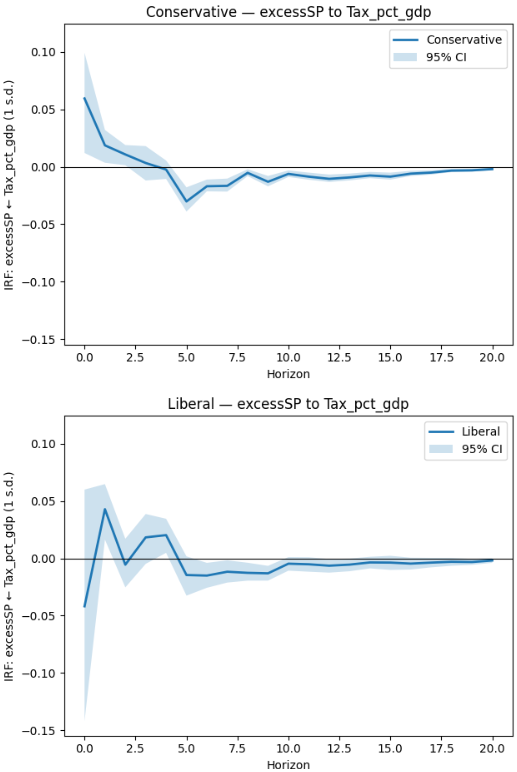 Conservative — excessSP to Tax_pct_gdp
IRF: excessSP ← Tax_pct_gdp (1 s.d.)
0.10
0.05
0.00
−0.05
−0.10
−0.15
Conservative
95% CI
0.0 2.5 5.0 7.5 10.0 12.5 15.0 17.5 20.0
Horizon
Liberal — excessSP to Tax_pct_gdp
IRF: excessSP ← Tax_pct_gdp (1 s.d.)
0.10
0.05
0.00
−0.05
−0.10
−0.15
Liberal
95% CI
0.0 2.5 5.0 7.5 10.0 12.5 15.0 17.5 20.0
Horizon